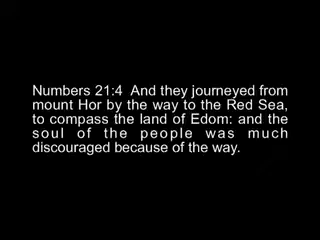 Numbers 21:4  And they journeyed from
mount Hor by the way to the Red Sea,
to compass the land of Edom: and the
soul of the people was much
discouraged because of the way.